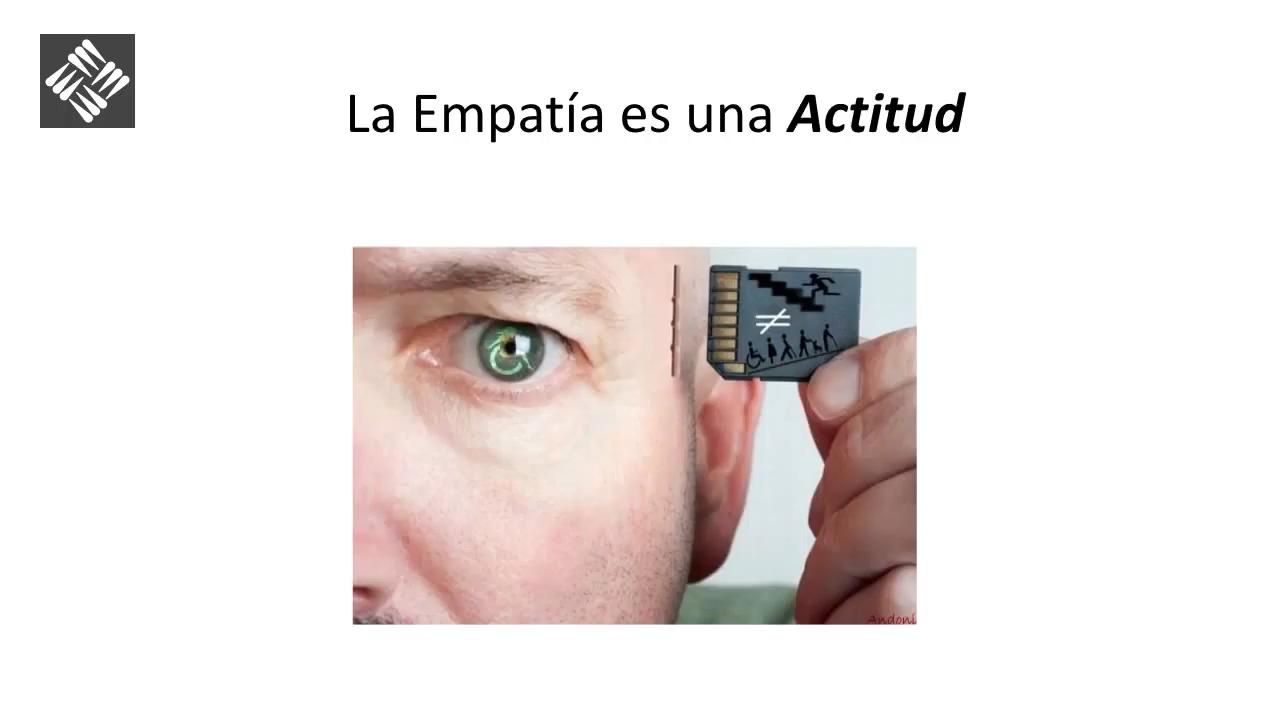 La Empatía es una Actitud
≠
Andoni